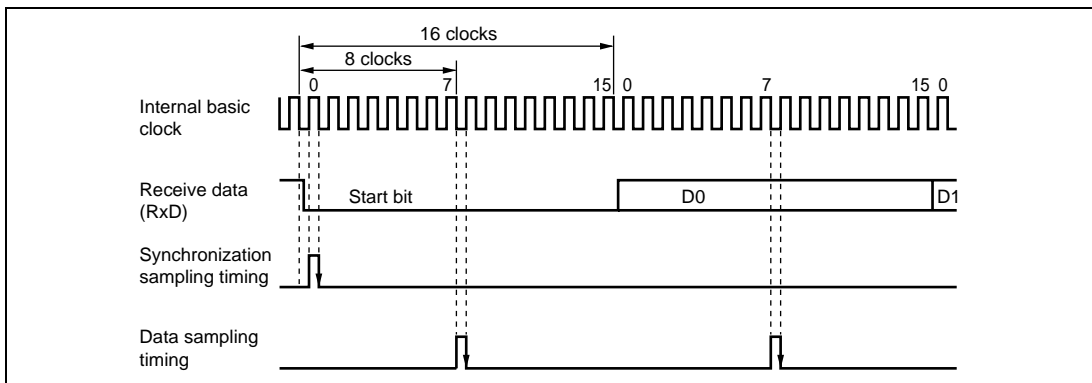 16 clocks
8 clocks
0 7 15 0 7 15 0
Internal basic
clock
Receive data
(RxD)
Start bit D0 D1
Synchronization
sampling timing
Data sampling
timing